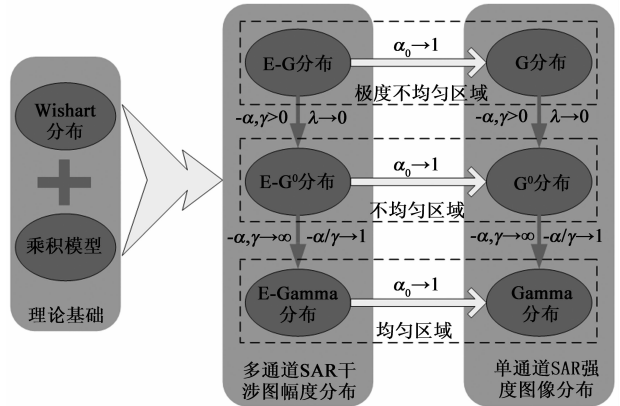 Wishart
分布
乘积模型
理论基础
E-G分布
α₀→1
G分布
极度不均匀区域
-α,γ>0 λ→0
-α,γ>0 λ→0
E-G⁰分布
α₀→1
G⁰分布
不均匀区域
-α,γ→∞ -α/γ→1
-α,γ→∞ -α/γ→1
E-Gamma
分布
α₀→1
Gamma
分布
均匀区域
多通道SAR干
涉图幅度分布
单通道SAR强
度图像分布